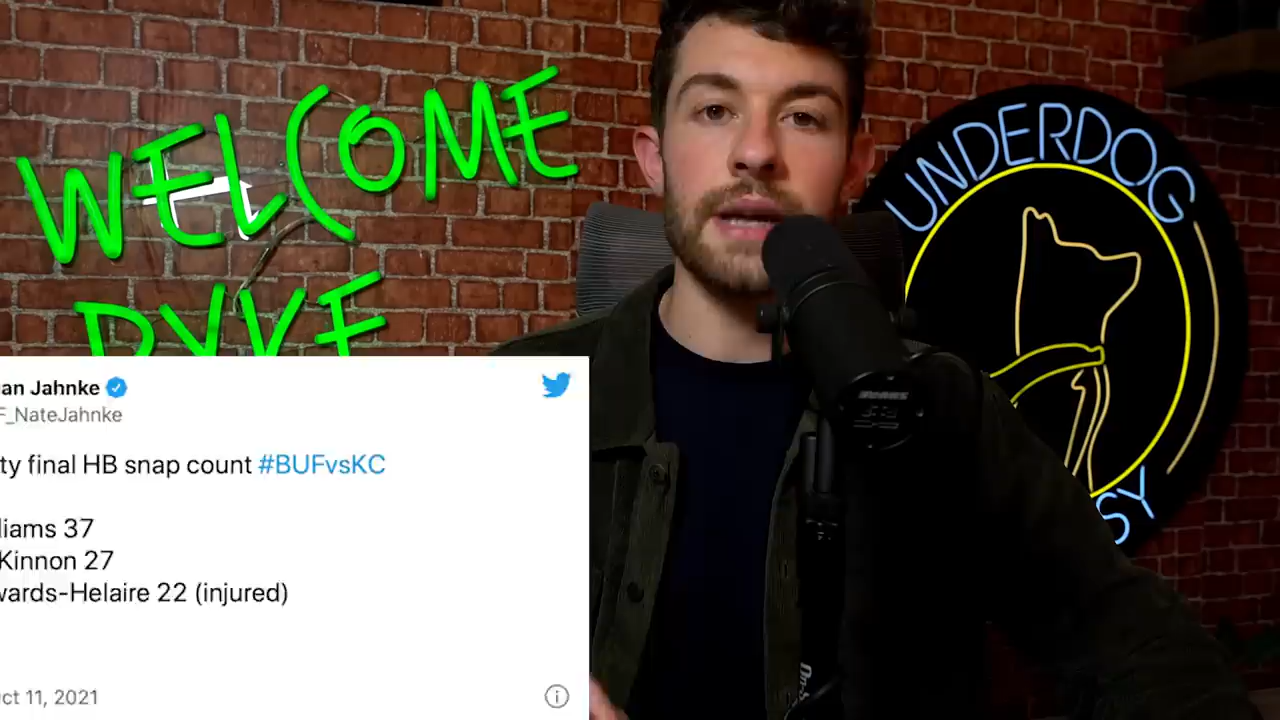 WELCOME
UNDERDOG
an Jahnke
F_NateJahnke
ty final HB snap count #BUFvsKC
liams 37
Kinnon 27
wards-Helaire 22 (injured)
ct 11, 2021
SY